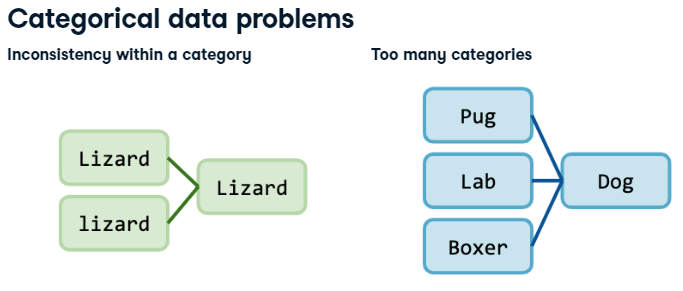 Categorical data problems
Inconsistency within a category
Lizard
lizard
Lizard
Too many categories
Pug
Lab
Boxer
Dog